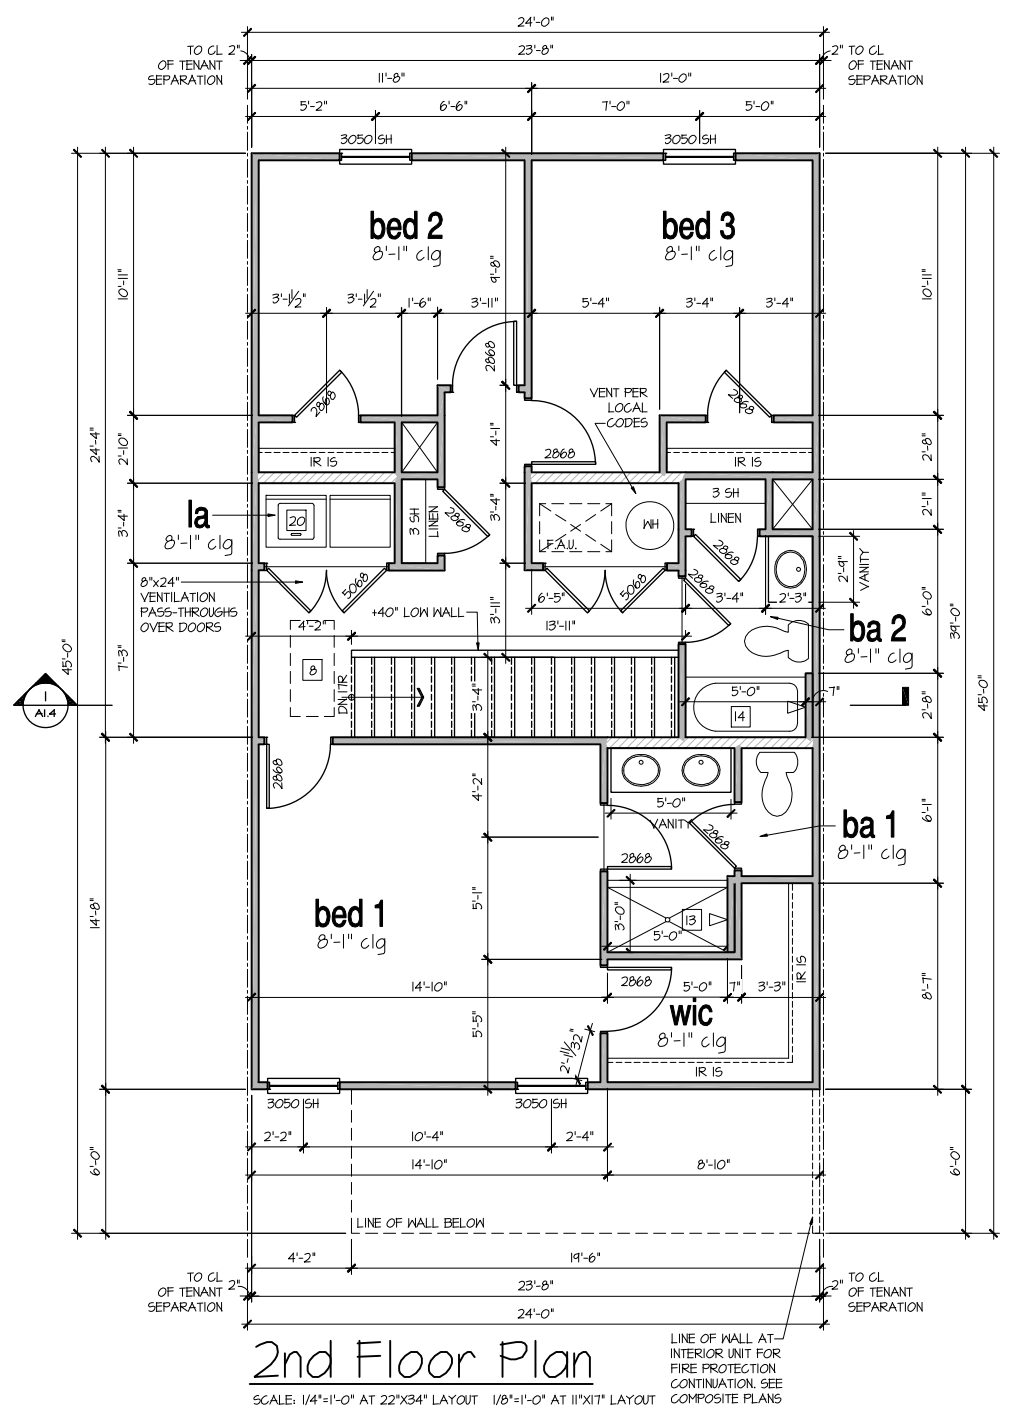 24'-0"
TO CL 2"
OF TENANT
SEPARATION
23'-8"
2" TO CL
OF TENANT
SEPARATION
11'-8"
12'-0"
5'-2"
6'-6"
7'-0"
5'-0"
3050 SH
3050 SH
bed 2
8'-1" clg
bed 3
8'-1" clg
9'-8"
10'-11"
10'-11"
3'-1 1/2"
3'-1 1/2"
1'-6"
3'-11"
5'-4"
3'-4"
3'-4"
2868
2868
2868
VENT PER
LOCAL
CODES
4'-1"
2868
24'-4"
2'-10"
2'-8"
IR IS
IR IS
la
8'-1" clg
20
3 SH
LINEN
2868
3'-4"
3'-4"
F.A.U.
WH
3 SH
LINEN
2868
2'-1"
2'-9"
VANITY
8"x24"
VENTILATION
PASS-THROUGHS
OVER DOORS
5068
5068
2868
6'-5"
3'-4"
2'-3"
6'-0"
39'-0"
+40" LOW WALL
3'-11"
4'-2"
13'-11"
ba 2
8'-1" clg
45'-0"
7'-3"
8
DN 17R
3'-4"
5'-0"
14
7"
2'-8"
45'-0"
1
A1.4
2868
4'-2"
5'-0"
VANITY
2868
2868
ba 1
8'-1" clg
6'-1"
14'-8"
bed 1
8'-1" clg
5'-1"
3'-0"
13
5'-0"
2868
14'-10"
5'-0"
7"
3'-3"
IR IS
8'-7"
wic
8'-1" clg
5'-5"
2'-11 1/32"
IR IS
3050 SH
3050 SH
2'-2"
10'-4"
2'-4"
14'-10"
8'-10"
6'-0"
6'-0"
LINE OF WALL BELOW
4'-2"
19'-6"
TO CL 2"
OF TENANT
SEPARATION
23'-8"
2" TO CL
OF TENANT
SEPARATION
24'-0"
2nd Floor Plan
SCALE: 1/4"=1'-0" AT 22"X34" LAYOUT 1/8"=1'-0" AT 11"X17" LAYOUT
LINE OF WALL AT
INTERIOR UNIT FOR
FIRE PROTECTION
CONTINUATION. SEE
COMPOSITE PLANS